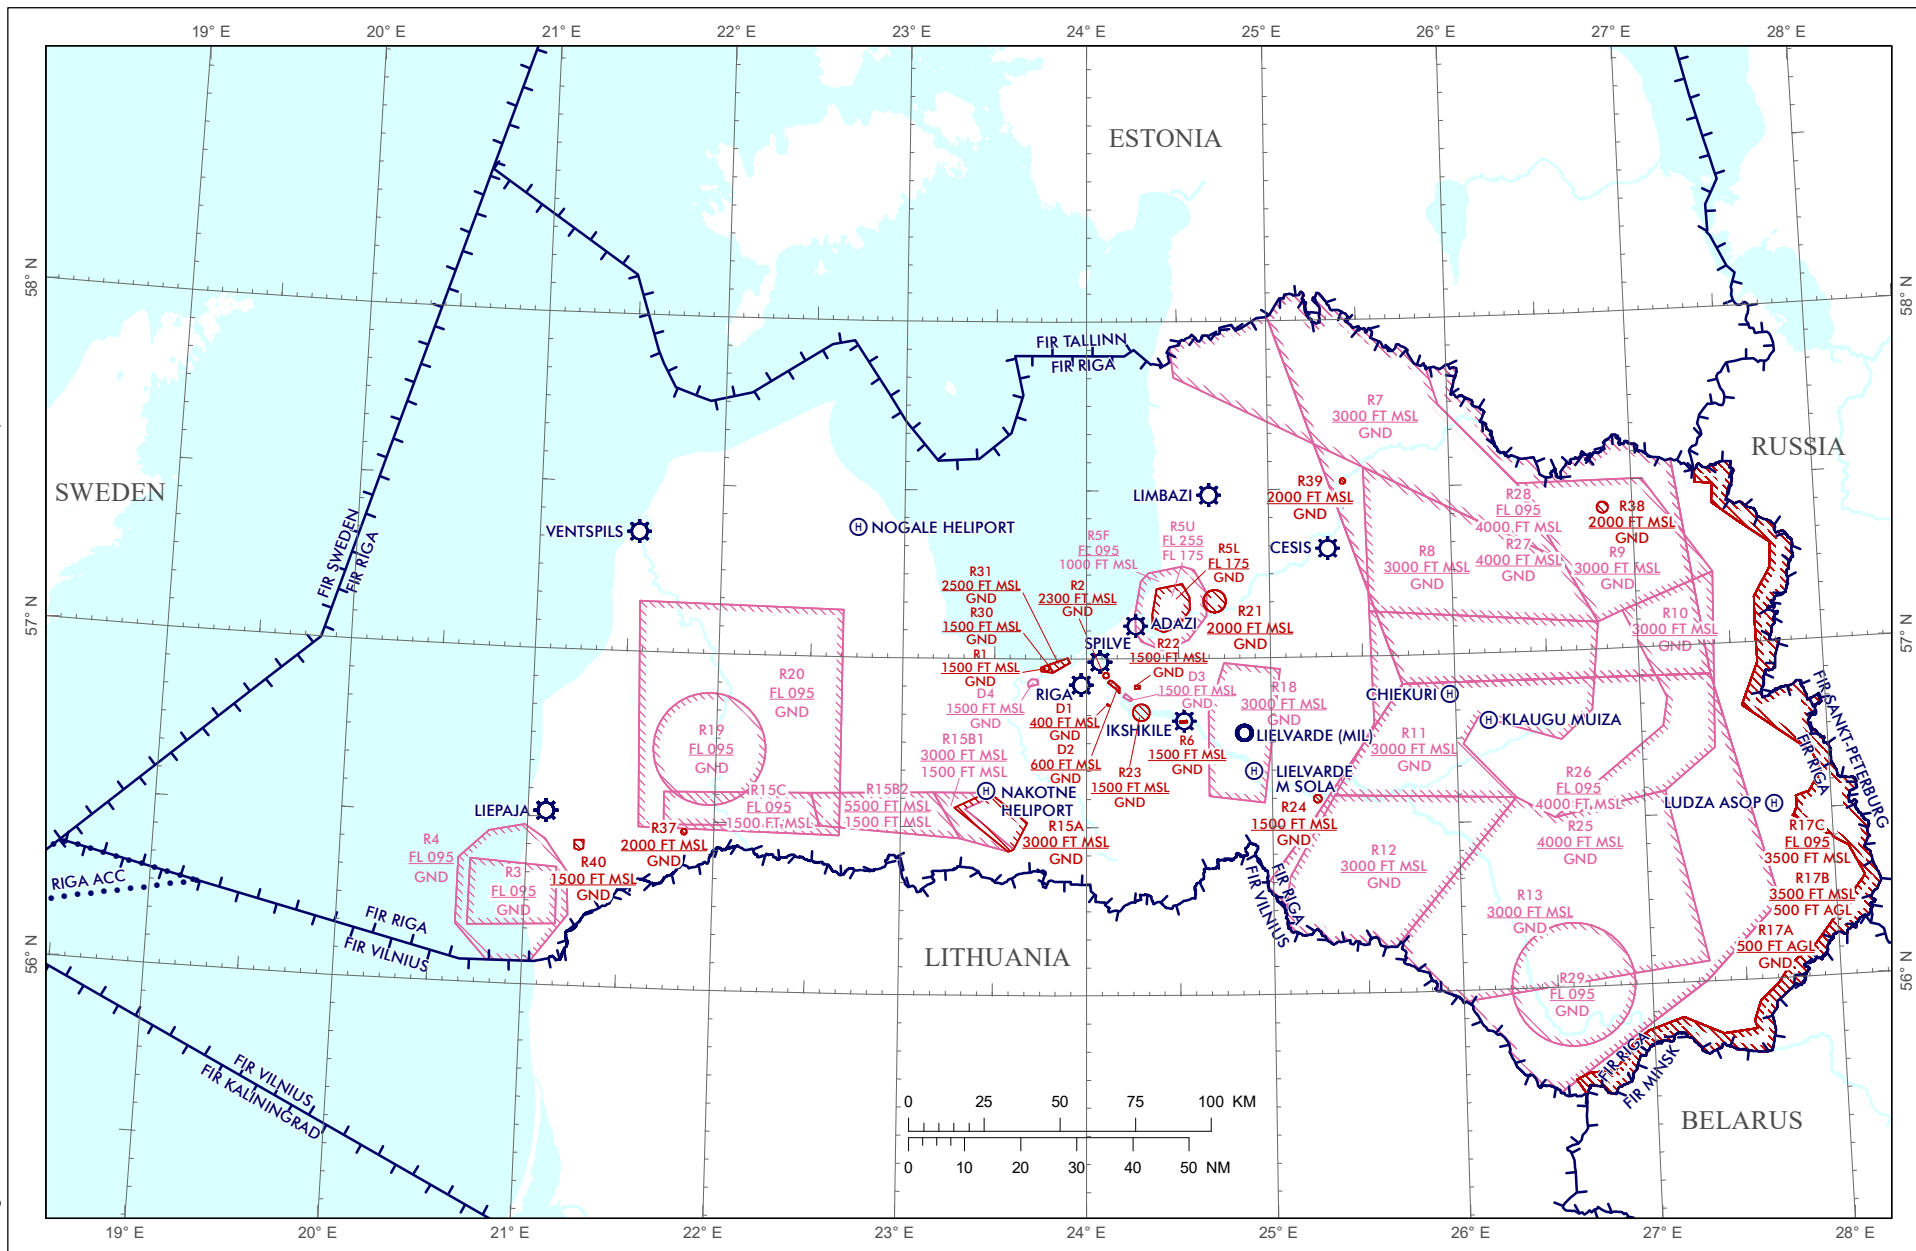 19° E
20° E
21° E
22° E
23° E
24° E
25° E
26° E
27° E
28° E
ESTONIA
58° N
58° N
FIR TALLINN
FIR RIGA
R7
3000 FT MSL
GND
RUSSIA
SWEDEN
FIR SWEDEN
FIR RIGA
LIMBAZI
R39
2000 FT MSL
GND
R28
FL 095
4000 FT MSL
R38
2000 FT MSL
GND
VENTSPILS
NOGALE HELIPORT
R5F
FL 095
1000 FT MSL
R5U
FL 255
FL 175
R5L
FL 175
GND
CESIS
R8
3000 FT MSL
GND
R27
4000 FT MSL
GND
R9
3000 FT MSL
GND
R31
2500 FT MSL
GND
R2
2300 FT MSL
GND
R30
1500 FT MSL
GND
ADAZI
R21
2000 FT MSL
GND
R10
3000 FT MSL
GND
57° N
57° N
SPILVE
R22
1500 FT MSL
GND
R1
1500 FT MSL
GND
RIGA
D3
1500 FT MSL
GND
R20
FL 095
GND
D4
1500 FT MSL
GND
D1
400 FT MSL
GND
R18
3000 FT MSL
GND
CHIEKURI
KLAUGU MUIZA
FIR SANKT-PETERBURG
FIR RIGA
R19
FL 095
GND
R15B1
3000 FT MSL
1500 FT MSL
D2
600 FT MSL
GND
IKSHKILE
R6
1500 FT MSL
GND
LIELVARDE (MIL)
R11
3000 FT MSL
GND
R23
1500 FT MSL
GND
LIELVARDE
M SOLA
R26
FL 095
4000 FT MSL
LUDZA ASOP
LIEPAJA
R15C
FL 095
1500 FT MSL
R15B2
5500 FT MSL
1500 FT MSL
NAKOTNE
HELIPORT
R24
1500 FT MSL
GND
R25
4000 FT MSL
GND
R17C
FL 095
3500 FT MSL
R4
FL 095
GND
R37
2000 FT MSL
GND
R15A
3000 FT MSL
GND
R12
3000 FT MSL
GND
R40
1500 FT MSL
GND
R3
FL 095
GND
RIGA ACC
R17B
3500 FT MSL
500 FT AGL
FIR RIGA
FIR VILNIUS
R13
3000 FT MSL
GND
R17A
500 FT AGL
GND
FIR RIGA
FIR VILNIUS
LITHUANIA
56° N
56° N
R29
FL 095
GND
FIR RIGA
FIR MINSK
FIR VILNIUS
FIR KALININGRAD
BELARUS
0 25 50 75 100 KM
0 10 20 30 40 50 NM
19° E
20° E
21° E
22° E
23° E
24° E
25° E
26° E
27° E
28° E